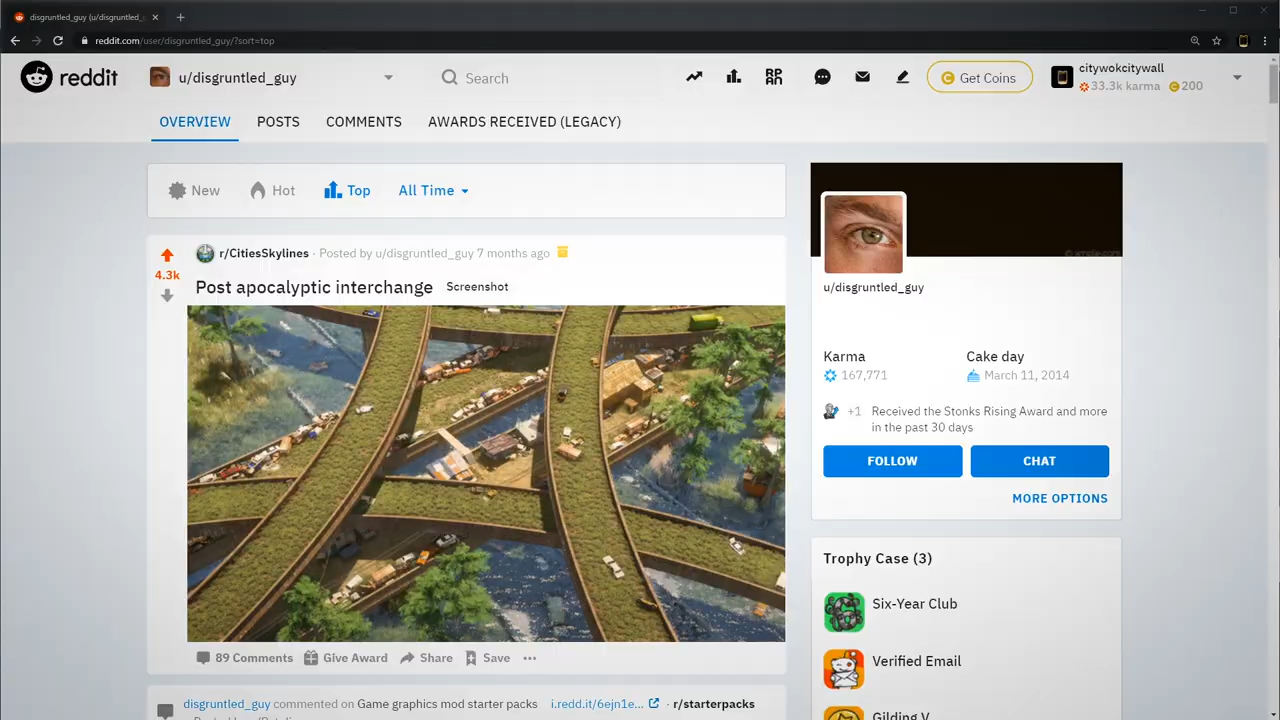 disgruntled_guy (u/disgruntled_
reddit.com/user/disgruntled_guy/?sort=top
reddit
u/disgruntled_guy
Search
Get Coins
citywokcitywall
33.3k karma
200
OVERVIEW
POSTS
COMMENTS
AWARDS RECEIVED (LEGACY)
New
Hot
Top
All Time
4.3k
r/CitiesSkylines · Posted by u/disgruntled_guy 7 months ago
Post apocalyptic interchange Screenshot
89 Comments
Give Award
Share
Save
u/disgruntled_guy
Karma
167,771
Cake day
March 11, 2014
+1
Received the Stonks Rising Award and more
in the past 30 days
FOLLOW
CHAT
MORE OPTIONS
Trophy Case (3)
Six-Year Club
Verified Email
Gilding V
disgruntled_guy commented on Game graphics mod starter packs i.redd.it/6ejn1e... · r/starterpacks